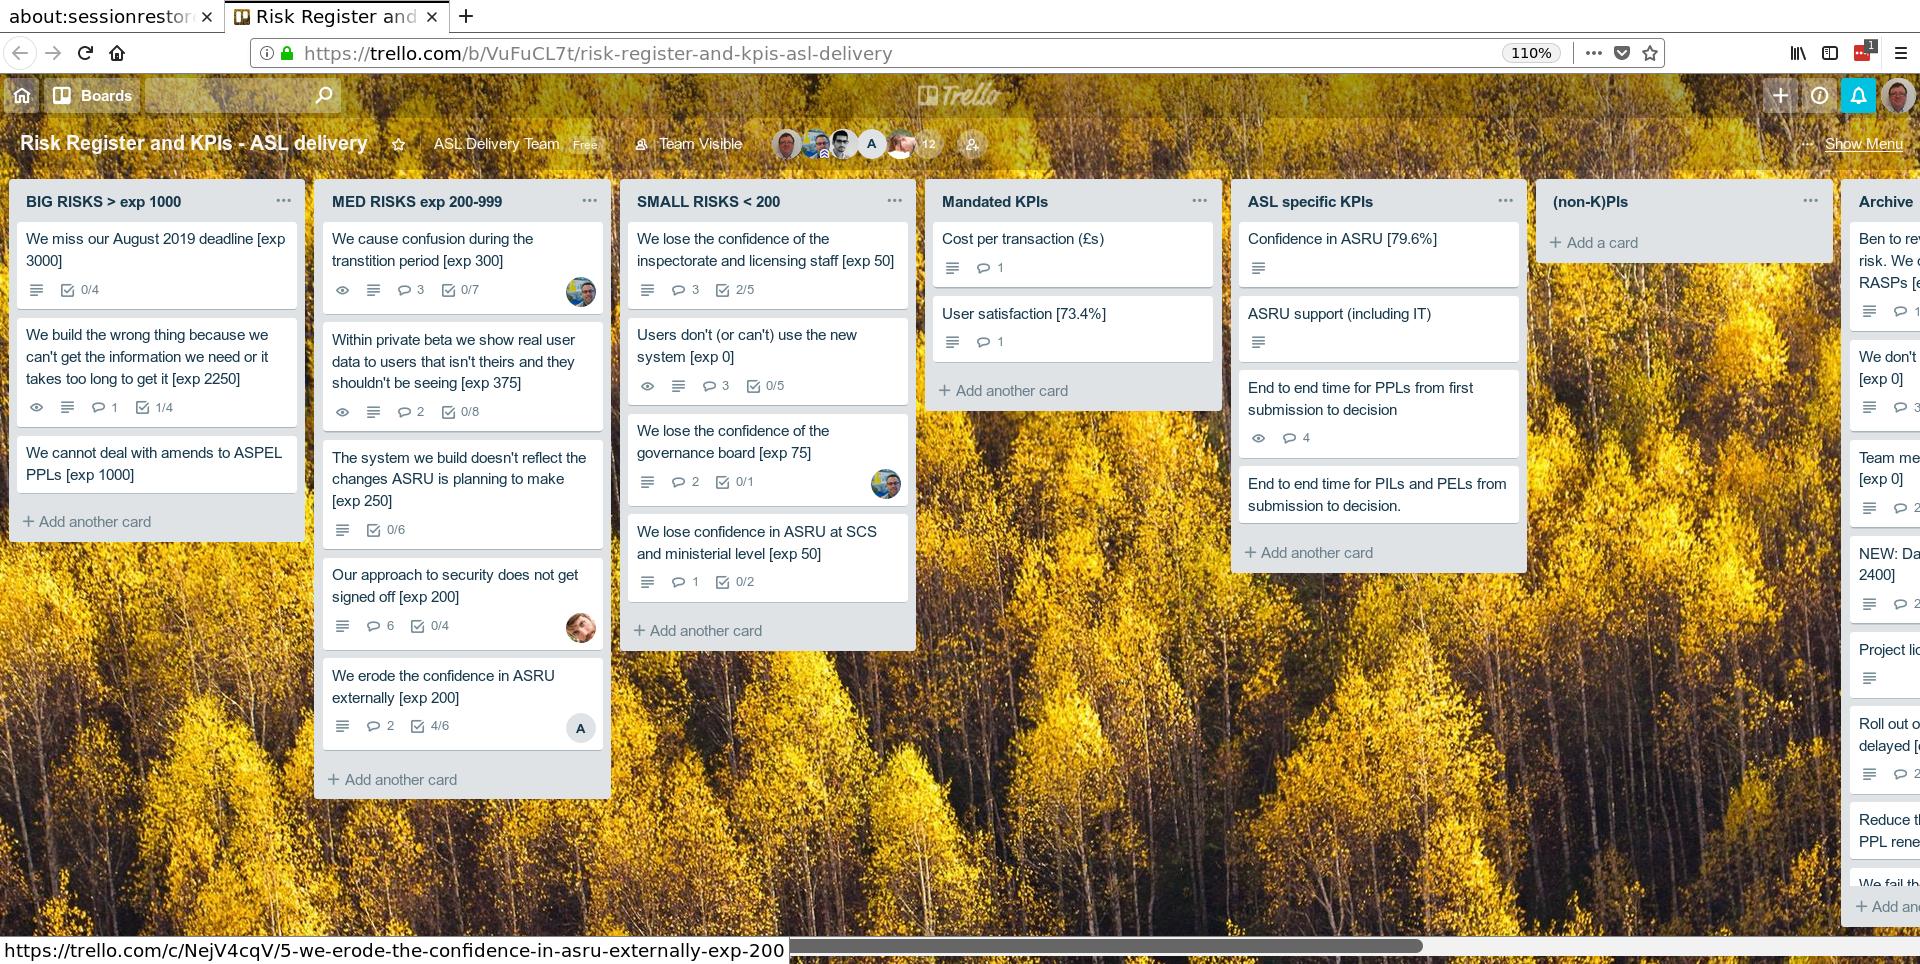 about:sessionrestor
Risk Register and
https://trello.com/b/VuFuCL7t/risk-register-and-kpis-asl-delivery
110%
1
Boards
Trello
Risk Register and KPIs - ASL delivery
ASL Delivery Team
Free
Team Visible
A
12
Show Menu
BIG RISKS > exp 1000
We miss our August 2019 deadline [exp
3000]
0/4
We build the wrong thing because we
can't get the information we need or it
takes too long to get it [exp 2250]
1
1/4
We cannot deal with amends to ASPEL
PPLs [exp 1000]
+ Add another card
MED RISKS exp 200-999
We cause confusion during the
transtition period [exp 300]
3
0/7
Within private beta we show real user
data to users that isn't theirs and they
shouldn't be seeing [exp 375]
2
0/8
The system we build doesn't reflect the
changes ASRU is planning to make
[exp 250]
0/6
Our approach to security does not get
signed off [exp 200]
6
0/4
We erode the confidence in ASRU
externally [exp 200]
2
4/6
A
+ Add another card
SMALL RISKS < 200
We lose the confidence of the
inspectorate and licensing staff [exp 50]
3
2/5
Users don't (or can't) use the new
system [exp 0]
3
0/5
We lose the confidence of the
governance board [exp 75]
2
0/1
We lose confidence in ASRU at SCS
and ministerial level [exp 50]
1
0/2
+ Add another card
Mandated KPIs
Cost per transaction (£s)
1
User satisfaction [73.4%]
1
+ Add another card
ASL specific KPIs
Confidence in ASRU [79.6%]
ASRU support (including IT)
End to end time for PPLs from first
submission to decision
4
End to end time for PILs and PELs from
submission to decision.
+ Add another card
(non-K)PIs
+ Add a card
Archive
Ben to re
risk. We
RASPs [
1
We don't
[exp 0]
3
Team me
[exp 0]
2
NEW: Da
2400]
2
Project lic
Roll out o
delayed [
2
Reduce t
PPL rene
We fail th
+ Add an
https://trello.com/c/NejV4cqV/5-we-erode-the-confidence-in-asru-externally-exp-200